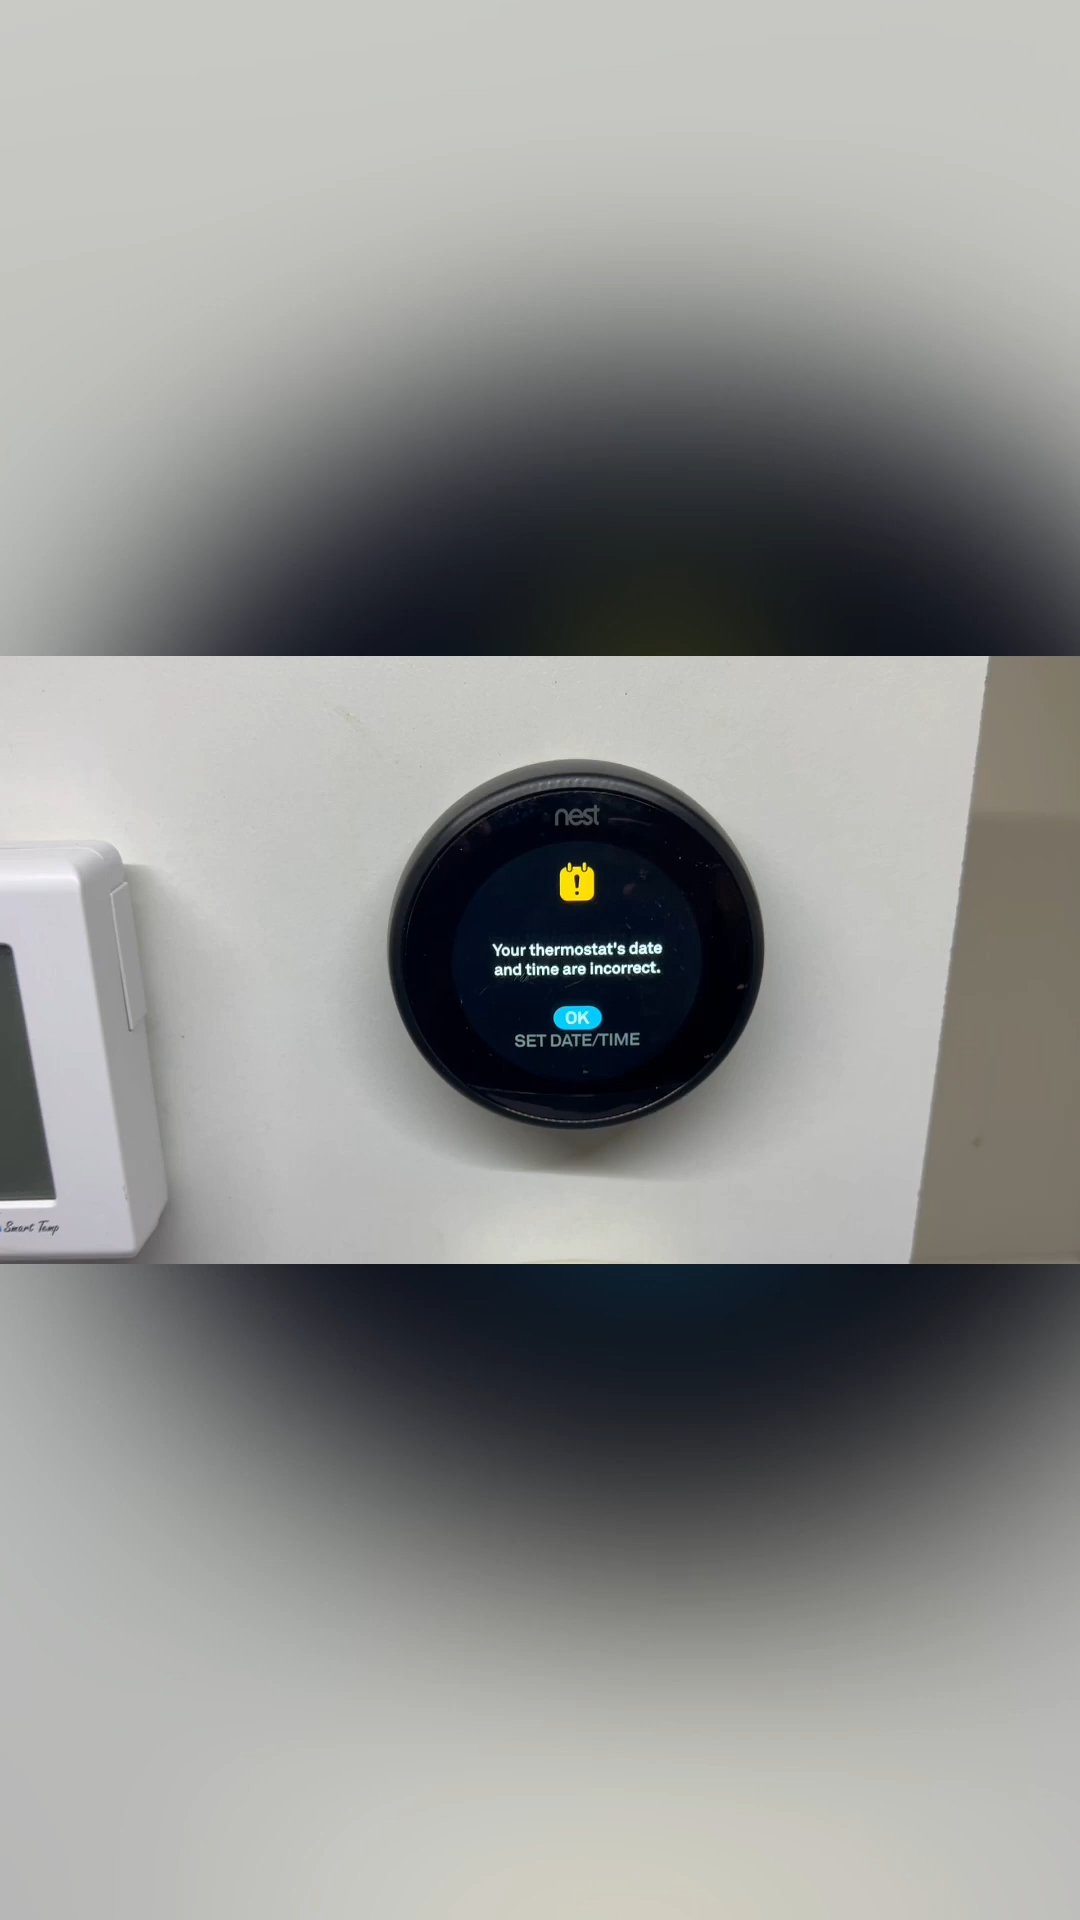 nest
!
Your thermostat's date
and time are incorrect.
OK
SET DATE/TIME
Smart Temp